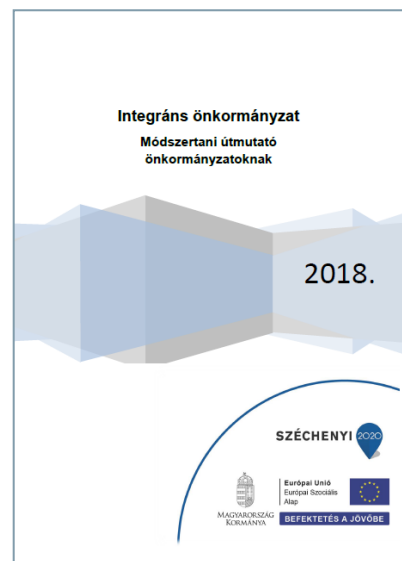 Integráns önkormányzat
Módszertani útmutató
önkormányzatoknak
2018.
SZÉCHENYI 2020
Európai Unió
Európai Szociális
Alap
MAGYARORSZÁG
KORMÁNYA
BEFEKTETÉS A JÖVŐBE